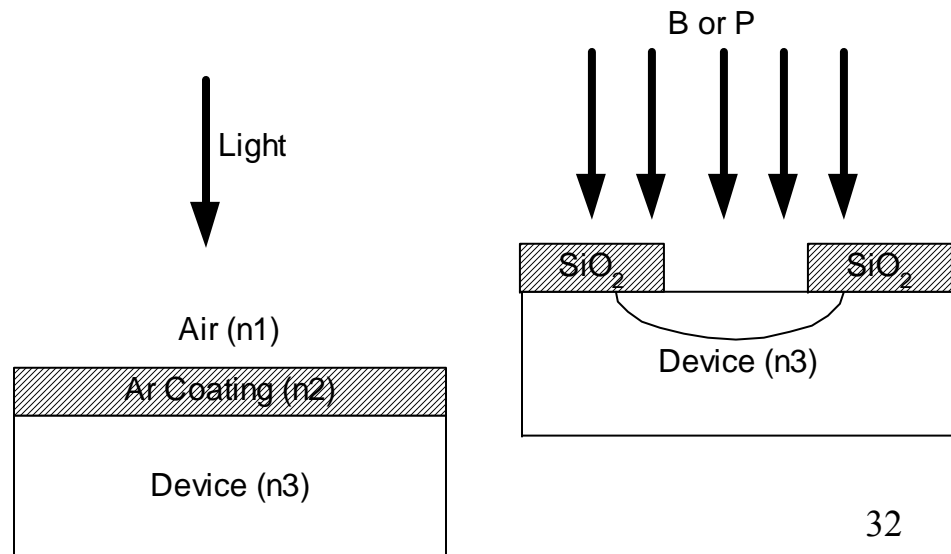 Light
Air (n1)
Ar Coating (n2)
Device (n3)
B or P
SiO2 SiO2
Device (n3)
32